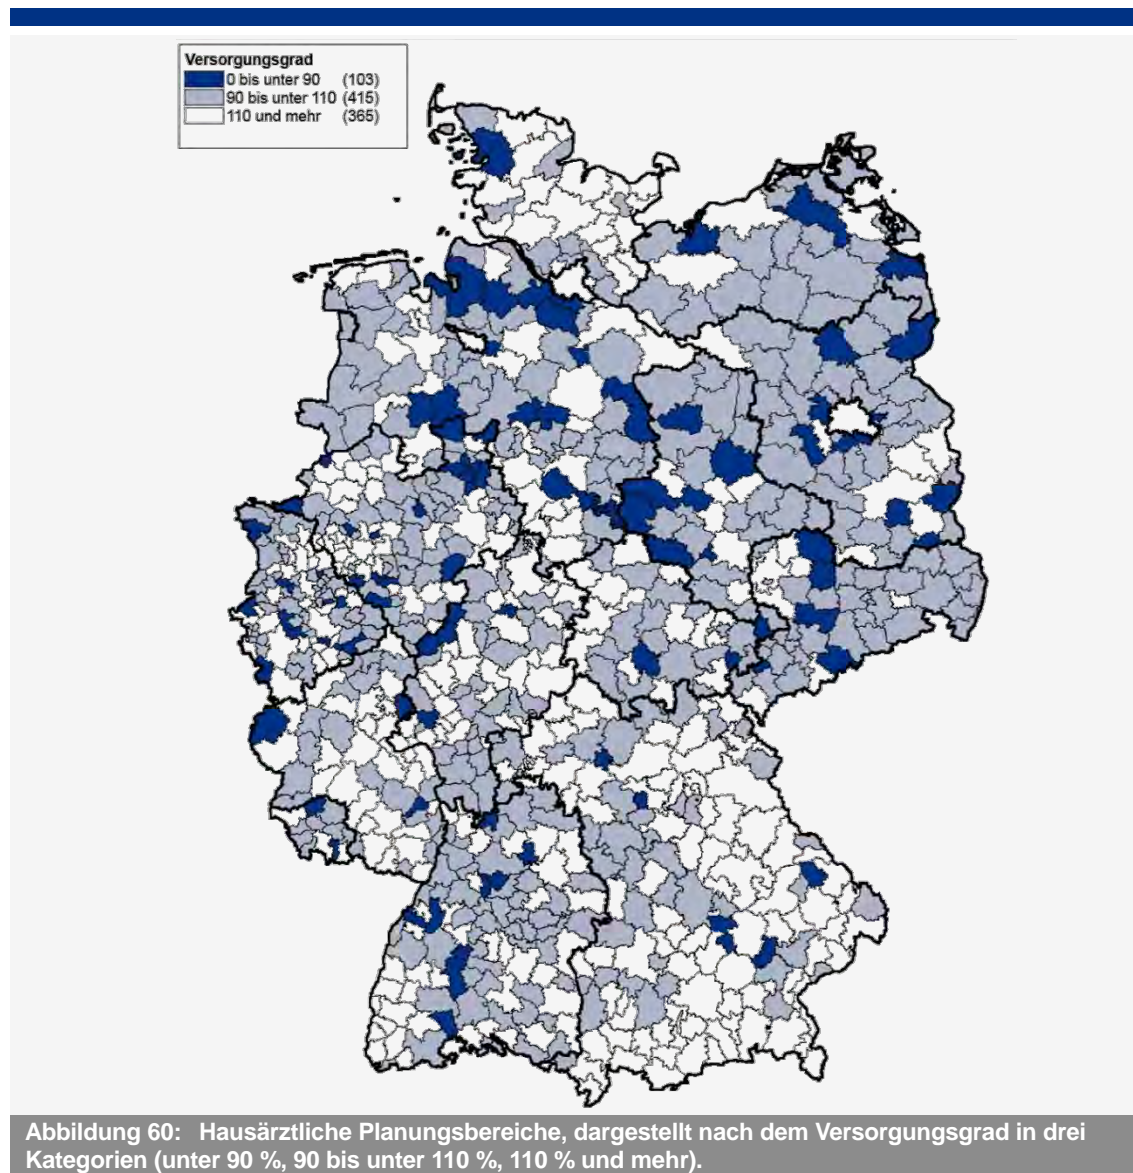 Versorgungsgrad
0 bis unter 90 (103)
90 bis unter 110 (415)
110 und mehr (365)
Abbildung 60: Hausärztliche Planungsbereiche, dargestellt nach dem Versorgungsgrad in drei
Kategorien (unter 90 %, 90 bis unter 110 %, 110 % und mehr).